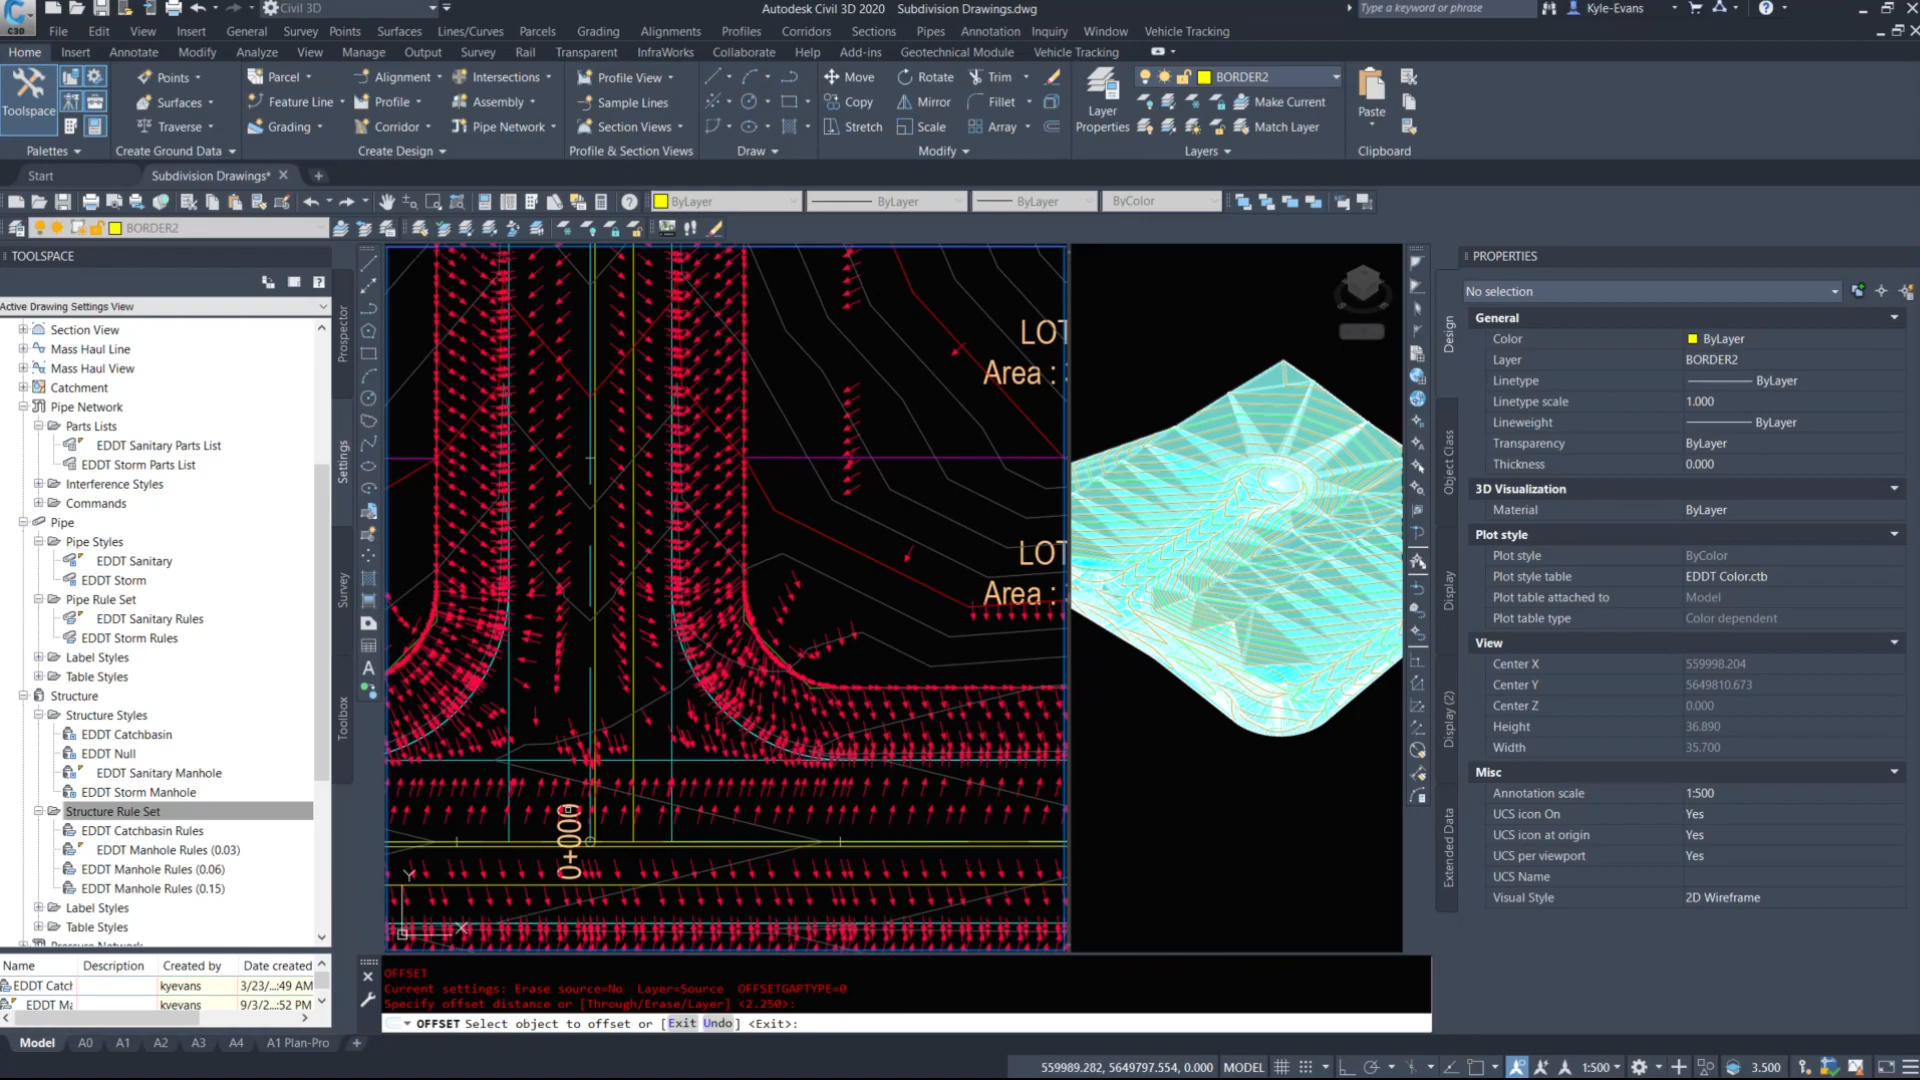 Civil 3D
Autodesk Civil 3D 2020 Subdivision Drawings.dwg
Type a keyword or phrase
Kyle-Evans
C3D
File Edit View Insert General Survey Points Surfaces Lines/Curves Parcels Grading Alignments Profiles Corridors Sections Pipes Annotation Inquiry Window Vehicle Tracking
Home Insert Annotate Modify Analyze View Manage Output Survey Rail Transparent InfraWorks Collaborate Help Add-ins Geotechnical Module Vehicle Tracking
Toolspace
Points
Surfaces
Traverse
Parcel
Feature Line
Grading
Alignment
Profile
Corridor
Intersections
Assembly
Pipe Network
Profile View
Sample Lines
Section Views
Move
Copy
Stretch
Rotate
Mirror
Scale
Trim
Fillet
Array
Layer
Properties
BORDER2
Make Current
Match Layer
Paste
Palettes Create Ground Data Create Design Profile & Section Views Draw Modify Layers Clipboard
Start Subdivision Drawings*
ByLayer ByLayer ByLayer ByColor
BORDER2
TOOLSPACE
Active Drawing Settings View
Section View
Mass Haul Line
Mass Haul View
Catchment
Pipe Network
Parts Lists
EDDT Sanitary Parts List
EDDT Storm Parts List
Interference Styles
Commands
Pipe
Pipe Styles
EDDT Sanitary
EDDT Storm
Pipe Rule Set
EDDT Sanitary Rules
EDDT Storm Rules
Label Styles
Table Styles
Structure
Structure Styles
EDDT Catchbasin
EDDT Null
EDDT Sanitary Manhole
EDDT Storm Manhole
Structure Rule Set
EDDT Catchbasin Rules
EDDT Manhole Rules (0.03)
EDDT Manhole Rules (0.06)
EDDT Manhole Rules (0.15)
Label Styles
Table Styles
Pressure Network
Prospector
Settings
Survey
Toolbox
Name Description Created by Date created
EDDT Catch kyevans 3/23/...:49 AM
EDDT Ma kyevans 9/3/2...:52 PM
LOT
Area :
LOT
Area :
0+000
Y
X
OFFSET
Current settings: Erase source=No Layer=Source OFFSETGAPTYPE=0
Specify offset distance or [Through/Erase/Layer] <2.250>:
OFFSET Select object to offset or [Exit Undo] <Exit>:
Design
Object Class
Display
Display (2)
Extended Data
PROPERTIES
No selection
General
Color ByLayer
Layer BORDER2
Linetype ByLayer
Linetype scale 1.000
Lineweight ByLayer
Transparency ByLayer
Thickness 0.000
3D Visualization
Material ByLayer
Plot style
Plot style ByColor
Plot style table EDDT Color.ctb
Plot table attached to Model
Plot table type Color dependent
View
Center X 559998.204
Center Y 5649810.673
Center Z 0.000
Height 36.890
Width 35.700
Misc
Annotation scale 1:500
UCS icon On Yes
UCS icon at origin Yes
UCS per viewport Yes
UCS Name
Visual Style 2D Wireframe
Model A0 A1 A2 A3 A4 A1 Plan-Pro
559989.282, 5649797.554, 0.000 MODEL 1:500 3.500